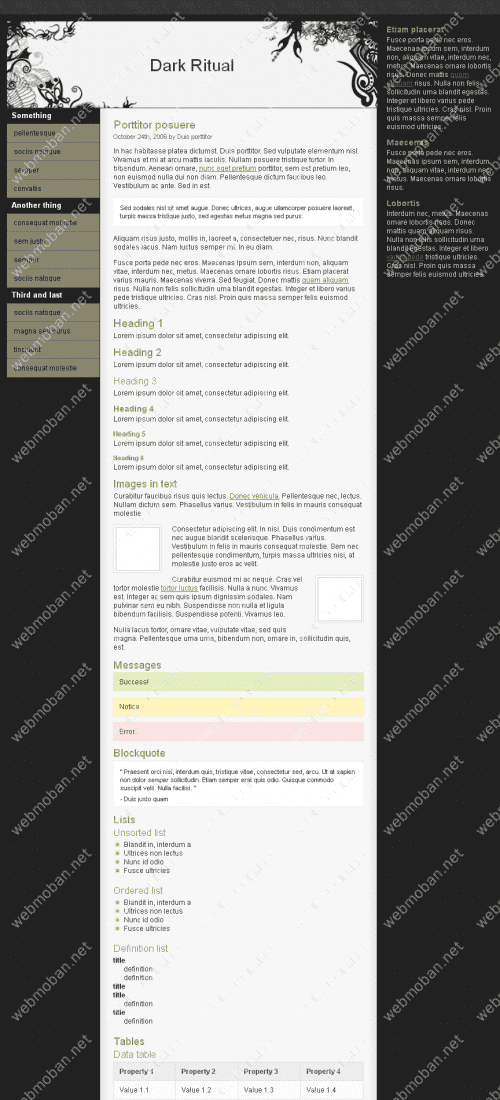 Dark Ritual
Something
pellentesque
sociis natoque
semper
convallis
Another thing
consequat molestie
sem justo
semper
sociis natoque
Third and last
sociis natoque
magna sed purus
tincidunt
consequat molestie
Porttitor posuere
October 24th, 2006 by Duis porttitor
In hac habitasse platea dictumst. Duis porttitor. Sed vulputate elementum nisl.
Vivamus et mi at arcu mattis iaculis. Nullam posuere tristique tortor. In
bibendum. Aenean ornare, nunc eget pretium porttitor, sem est pretium leo,
non euismod nulla dui non diam. Pellentesque dictum faucibus leo.
Vestibulum ac ante. Sed in est.
Sed sodales nisl sit amet augue. Donec ultrices, augue ullamcorper posuere laoreet,
turpis massa tristique justo, sed egestas metus magna sed purus.
Aliquam risus justo, mollis in, laoreet a, consectetuer nec, risus. Nunc blandit
sodales lacus. Nam luctus semper mi. In eu diam.
Fusce porta pede nec eros. Maecenas ipsum sem, interdum non, aliquam
vitae, interdum nec, metus. Maecenas ornare lobortis risus. Etiam placerat
varius mauris. Maecenas viverra. Sed feugiat. Donec mattis quam aliquam
risus. Nulla non felis sollicitudin urna blandit egestas. Integer et libero varius
pede tristique ultricies. Cras nisl. Proin quis massa semper felis euismod
ultricies.
Heading 1
Lorem ipsum dolor sit amet, consectetur adipiscing elit.
Heading 2
Lorem ipsum dolor sit amet, consectetur adipiscing elit.
Heading 3
Lorem ipsum dolor sit amet, consectetur adipiscing elit.
Heading 4
Lorem ipsum dolor sit amet, consectetur adipiscing elit.
Heading 5
Lorem ipsum dolor sit amet, consectetur adipiscing elit.
Heading 6
Lorem ipsum dolor sit amet, consectetur adipiscing elit.
Images in text
Curabitur faucibus risus quis lectus. Donec vehicula. Pellentesque nec, lectus.
Nullam dictum sem. Phasellus varius. Vestibulum in felis in mauris consequat
molestie
Consectetur adipiscing elit. In nisi. Duis condimentum est
nec augue blandit scelerisque. Phasellus varius.
Vestibulum in felis in mauris consequat molestie. Sem nec
pellentesque condimentum, turpis massa ultricies nisi, at
molestie justo eros ac velit.
Curabitur euismod mi ac neque. Cras vel
tortor molestie tortor luctus facilisis. Nulla a nunc. Vivamus
est. Integer ac sem quis ipsum dignissim sodales. Nam
pulvinar sem eu nibh. Suspendisse non nulla et ligula
bibendum facilisis. Suspendisse potenti. Vivamus leo.
Nulla lacus tortor, ornare vitae, vulputate vitae, sed quis
magna. Pellentesque urna urna, bibendum non, ornare in, sollicitudin quis,
est.
Messages
Success!
Notice
Error.
Blockquote
" Praesent orci nisl, interdum quis, tristique vitae, consectetur sed, arcu. Ut at sapien
non dolor semper sollicitudin. Etiam semper erat quis odio. Quisque commodo
suscipit velit. Nulla facilisi. "
- Duis justo quam
Lists
Unsorted list
Blandit in, interdum a
Ultrices non lectus
Nunc id odio
Fusce ultricies
Ordered list
Blandit in, interdum a
Ultrices non lectus
Nunc id odio
Fusce ultricies
Definition list
title
definition
definition
title
title
definition
title
definition
Tables
Data table
Property 1 Property 2 Property 3 Property 4
Value 1.1 Value 1.2 Value 1.3 Value 1.4
Etiam placerat
Fusce porta pede nec eros.
Maecenas ipsum sem, interdum
non, aliquam vitae, interdum nec,
metus. Maecenas ornare lobortis
risus. Donec mattis quam
aliquam risus. Nulla non felis
sollicitudin urna blandit egestas.
Integer et libero varius pede
tristique ultricies. Cras nisl. Proin
quis massa semper felis
euismod ultricies.
Maecenas
Fusce porta pede nec eros.
Maecenas ipsum sem, interdum
non, aliquam vitae, interdum nec,
metus. Maecenas ornare lobortis
risus.
Lobortis
Interdum nec, metus. Maecenas
ornare lobortis risus. Donec
mattis quam aliquam risus.
Nulla non felis sollicitudin urna
blandit egestas. Integer et libero
varius pede tristique ultricies.
Cras nisl. Proin quis massa
semper felis euismod ultricies.
webmoban.net